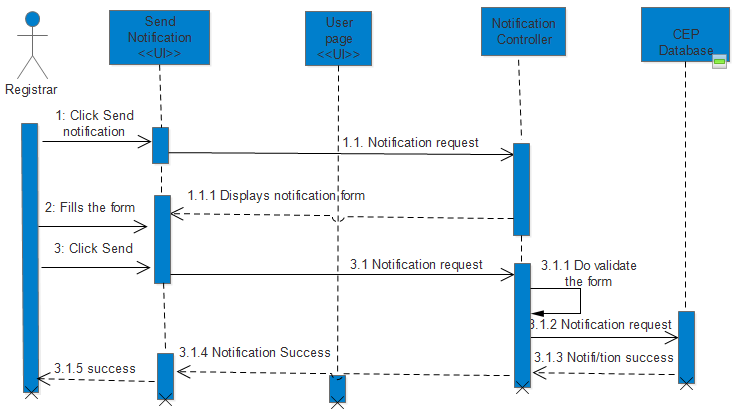 Send
Notification
<<UI>>
User
page
<<UI>>
Notification
Controller
CEP
Database
Registrar
1: Click Send
notification
1.1. Notification request
1.1.1 Displays notification form
2: Fills the form
3: Click Send
3.1 Notification request
3.1.1 Do validate
the form
3.1.2 Notification request
3.1.3 Notifi/tion success
3.1.4 Notification Success
3.1.5 success